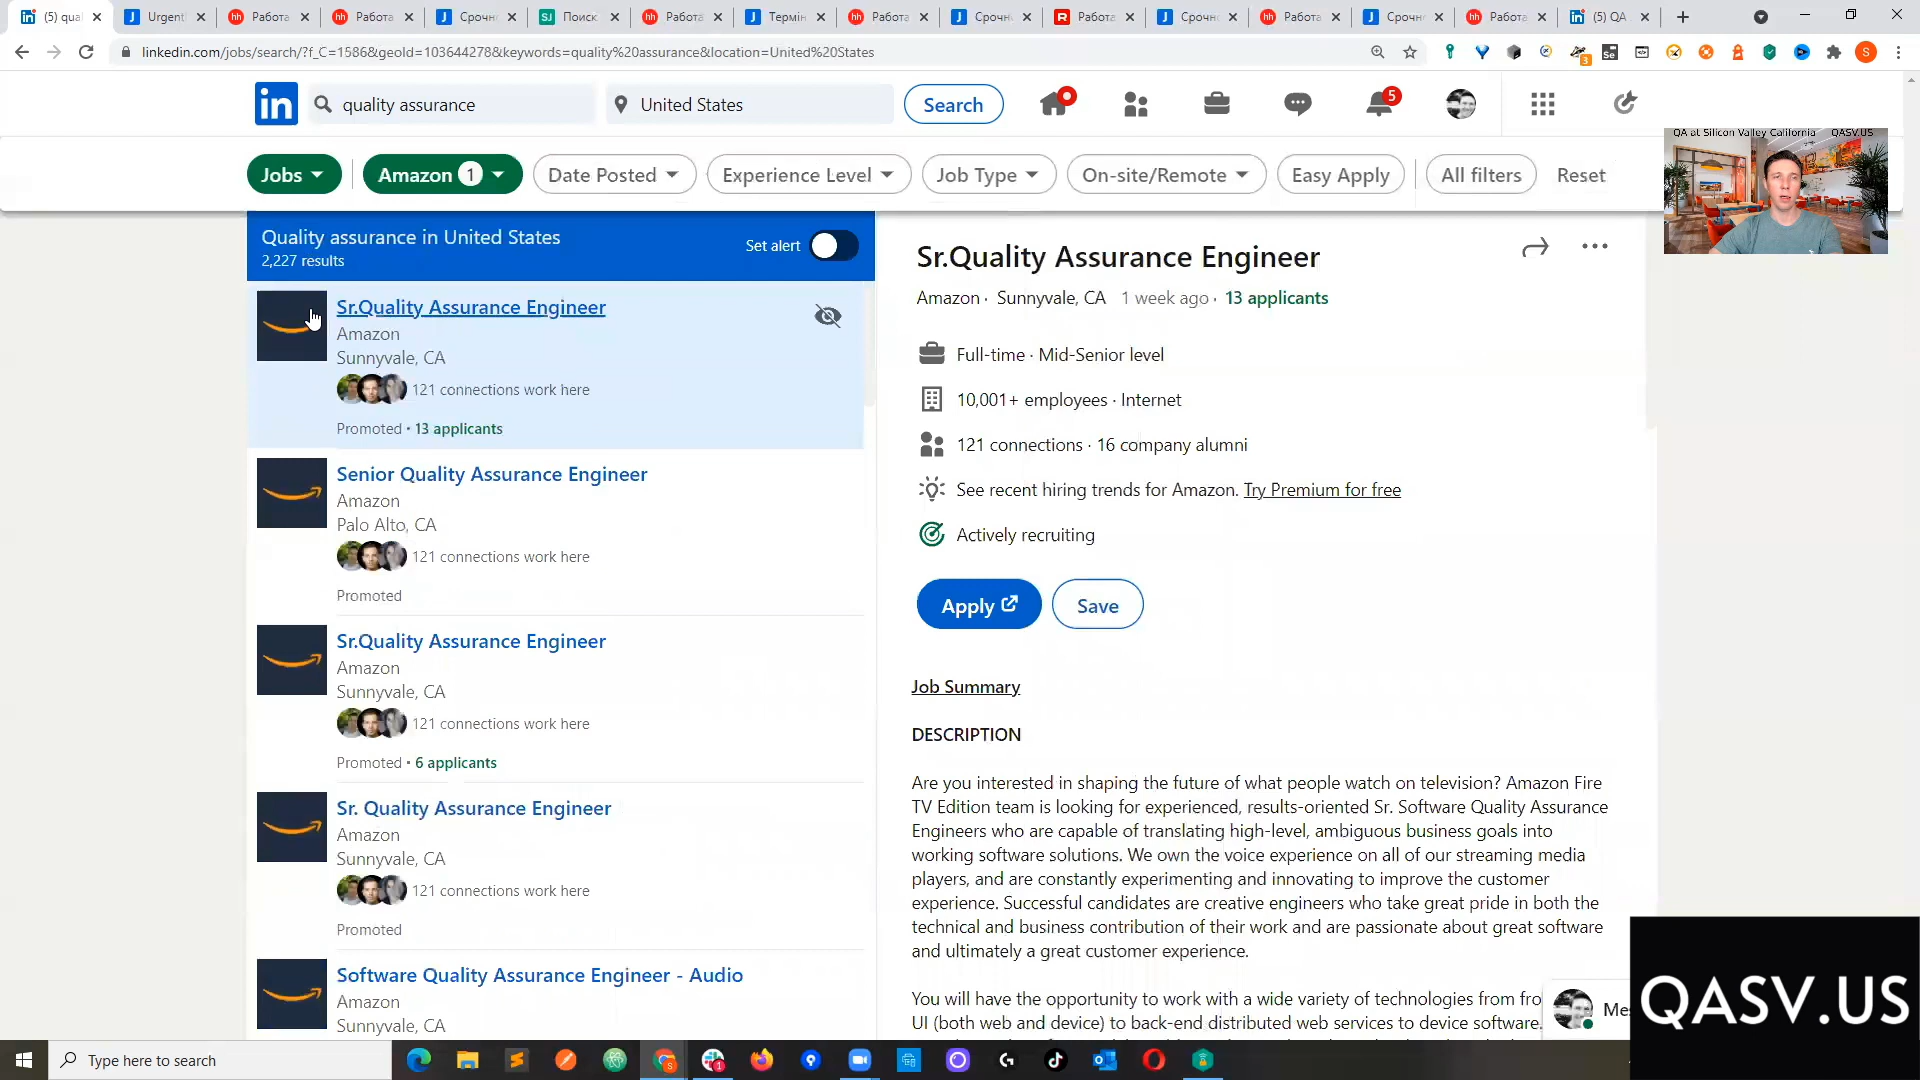 (5) qual
Urgent!
Работа
Работа
Срочн
Поиск
Работа
Термін
Работа
Срочн
Работа
Срочн
Работа
Срочн
Работа
(5) QA
linkedin.com/jobs/search/?f_C=1586&geoId=103644278&keywords=quality%20assurance&location=United%20States
quality assurance
United States
Search
5
QA at Silicon Valley California QASV.US
Jobs
Amazon 1
Date Posted
Experience Level
Job Type
On-site/Remote
Easy Apply
All filters
Reset
Quality assurance in United States
2,227 results
Set alert
Sr.Quality Assurance Engineer
Amazon
Sunnyvale, CA
121 connections work here
Promoted • 13 applicants
Senior Quality Assurance Engineer
Amazon
Palo Alto, CA
121 connections work here
Promoted
Sr.Quality Assurance Engineer
Amazon
Sunnyvale, CA
121 connections work here
Promoted • 6 applicants
Sr. Quality Assurance Engineer
Amazon
Sunnyvale, CA
121 connections work here
Promoted
Software Quality Assurance Engineer - Audio
Amazon
Sunnyvale, CA
Sr.Quality Assurance Engineer
Amazon · Sunnyvale, CA 1 week ago · 13 applicants
Full-time · Mid-Senior level
10,001+ employees · Internet
121 connections · 16 company alumni
See recent hiring trends for Amazon. Try Premium for free
Actively recruiting
Apply
Save
Job Summary
DESCRIPTION
Are you interested in shaping the future of what people watch on television? Amazon Fire
TV Edition team is looking for experienced, results-oriented Sr. Software Quality Assurance
Engineers who are capable of translating high-level, ambiguous business goals into
working software solutions. We own the voice experience on all of our streaming media
players, and are constantly experimenting and innovating to improve the customer
experience. Successful candidates are creative engineers who take great pride in both the
technical and business contribution of their work and are passionate about great software
and ultimately a great customer experience.
You will have the opportunity to work with a wide variety of technologies from fro
UI (both web and device) to back-end distributed web services to device software.
Mes
QASV.US
Type here to search